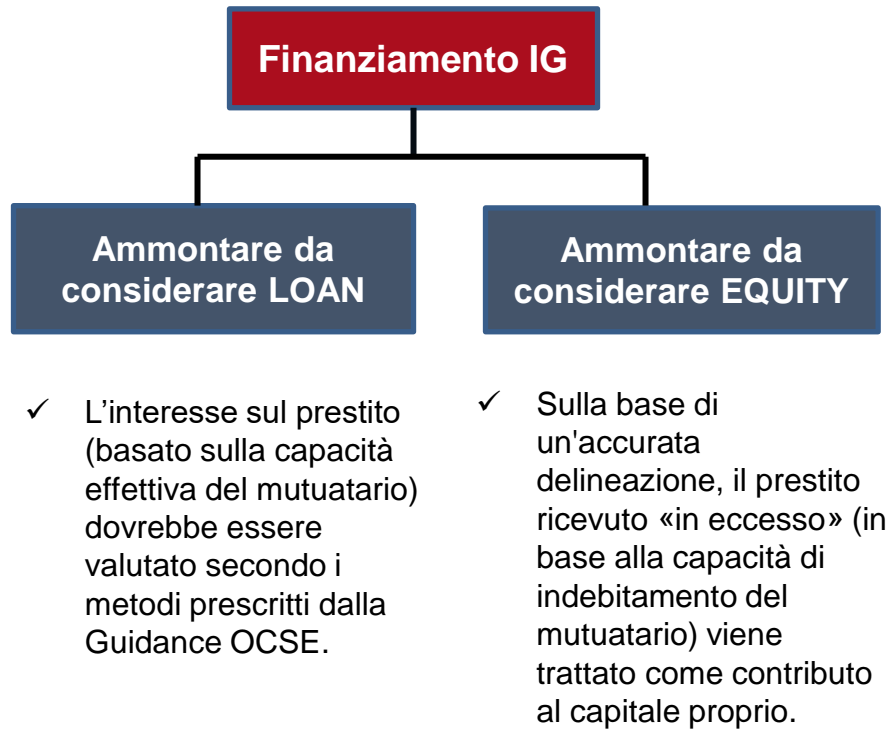 Finanziamento IG
Ammontare da
considerare LOAN
Ammontare da
considerare EQUITY
✓ L'interesse sul prestito
(basato sulla capacità
effettiva del mutuatario)
dovrebbe essere
valutato secondo i
metodi prescritti dalla
Guidance OCSE.
✓ Sulla base di
un'accurata
delineazione, il prestito
ricevuto «in eccesso» (in
base alla capacità di
indebitamento del
mutuatario) viene
trattato come contributo
al capitale proprio.